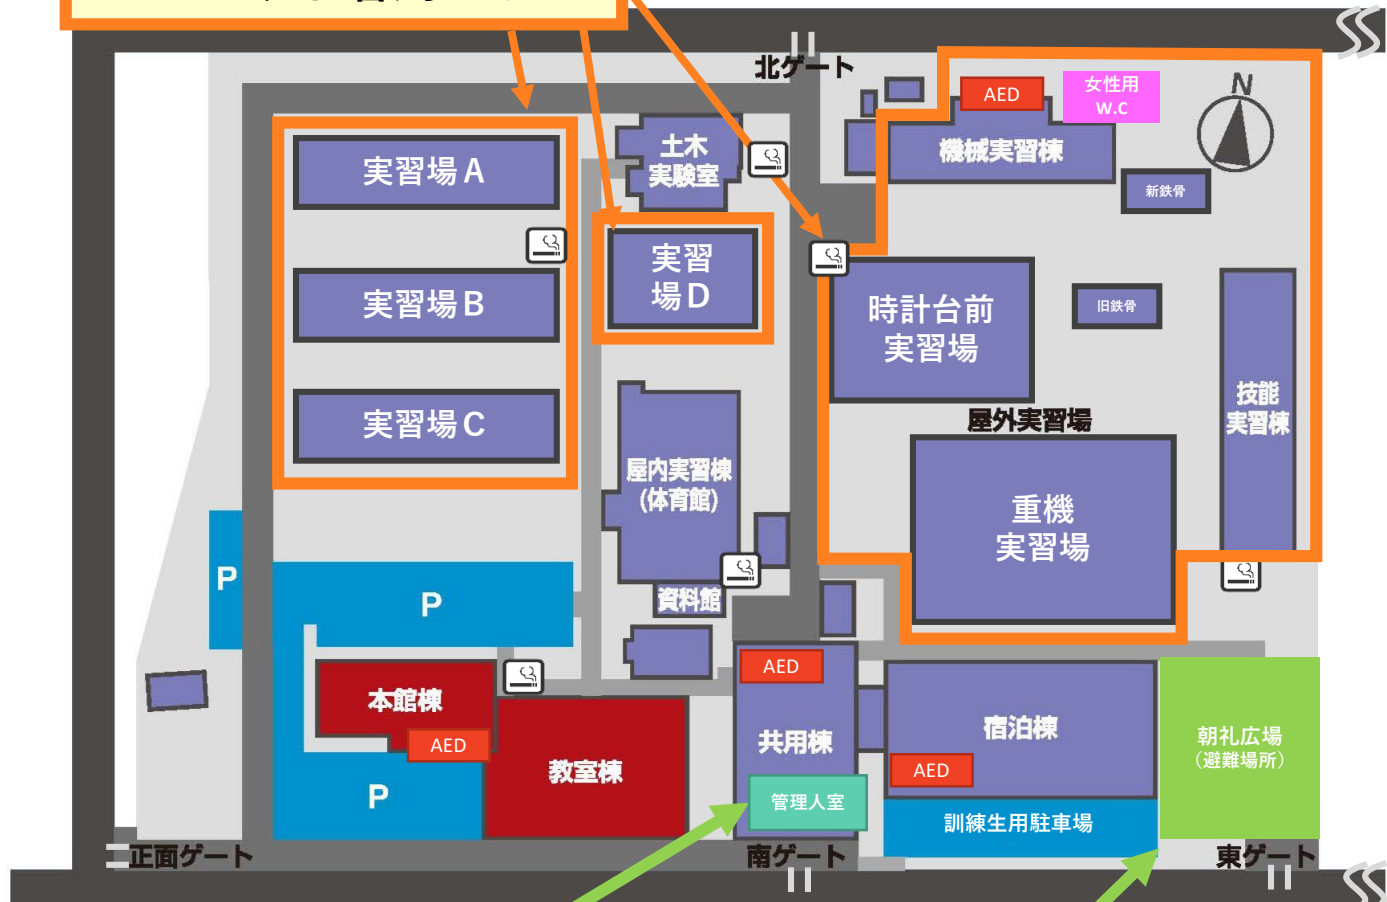 北ゲート
AED
女性用
W.C
N
機械実習棟
土木
実験室
実習場A
新鉄骨
実習
場D
実習場B
時計台前
実習場
旧鉄骨
技能
実習棟
実習場C
屋外実習場
屋内実習棟
(体育館)
重機
実習場
P
P
資料館
AED
本館棟
AED
共用棟
宿泊棟
朝礼広場
(避難場所)
教室棟
AED
P
管理人室
訓練生用駐車場
正面ゲート
南ゲート
東ゲート